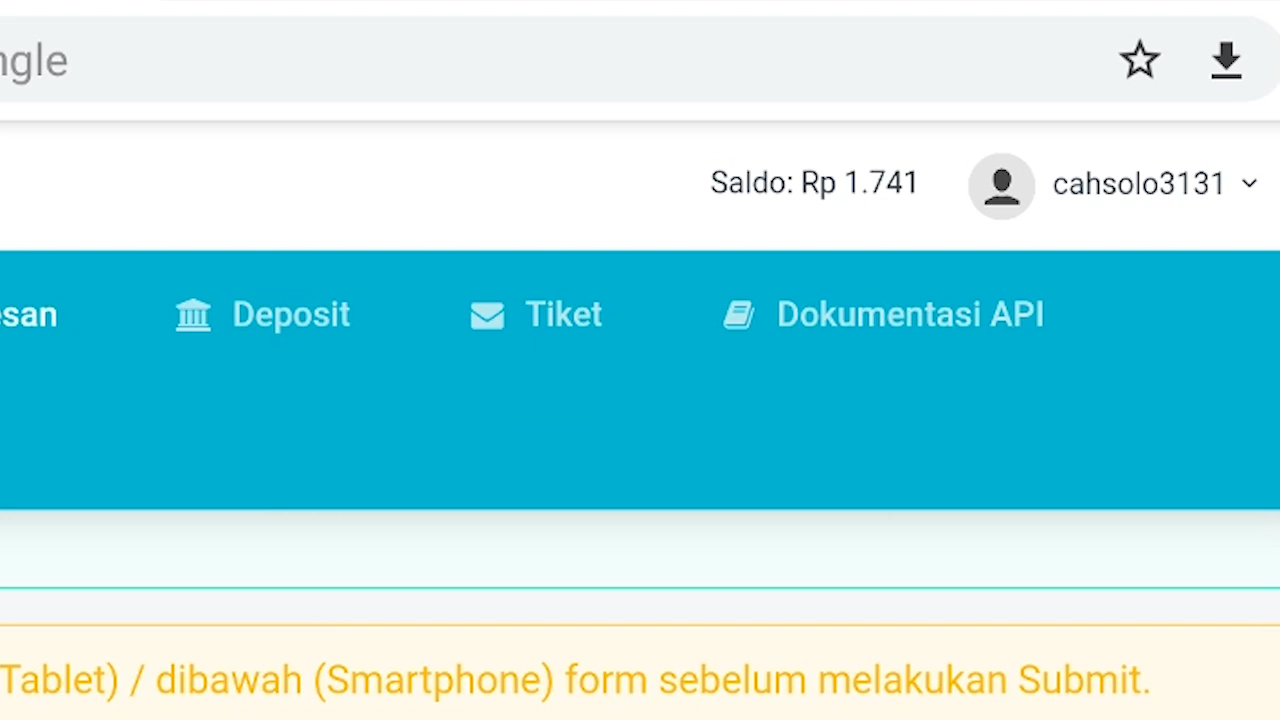 ngle
Saldo: Rp 1.741 cahsolo3131
esan Deposit Tiket Dokumentasi API
Tablet) / dibawah (Smartphone) form sebelum melakukan Submit.